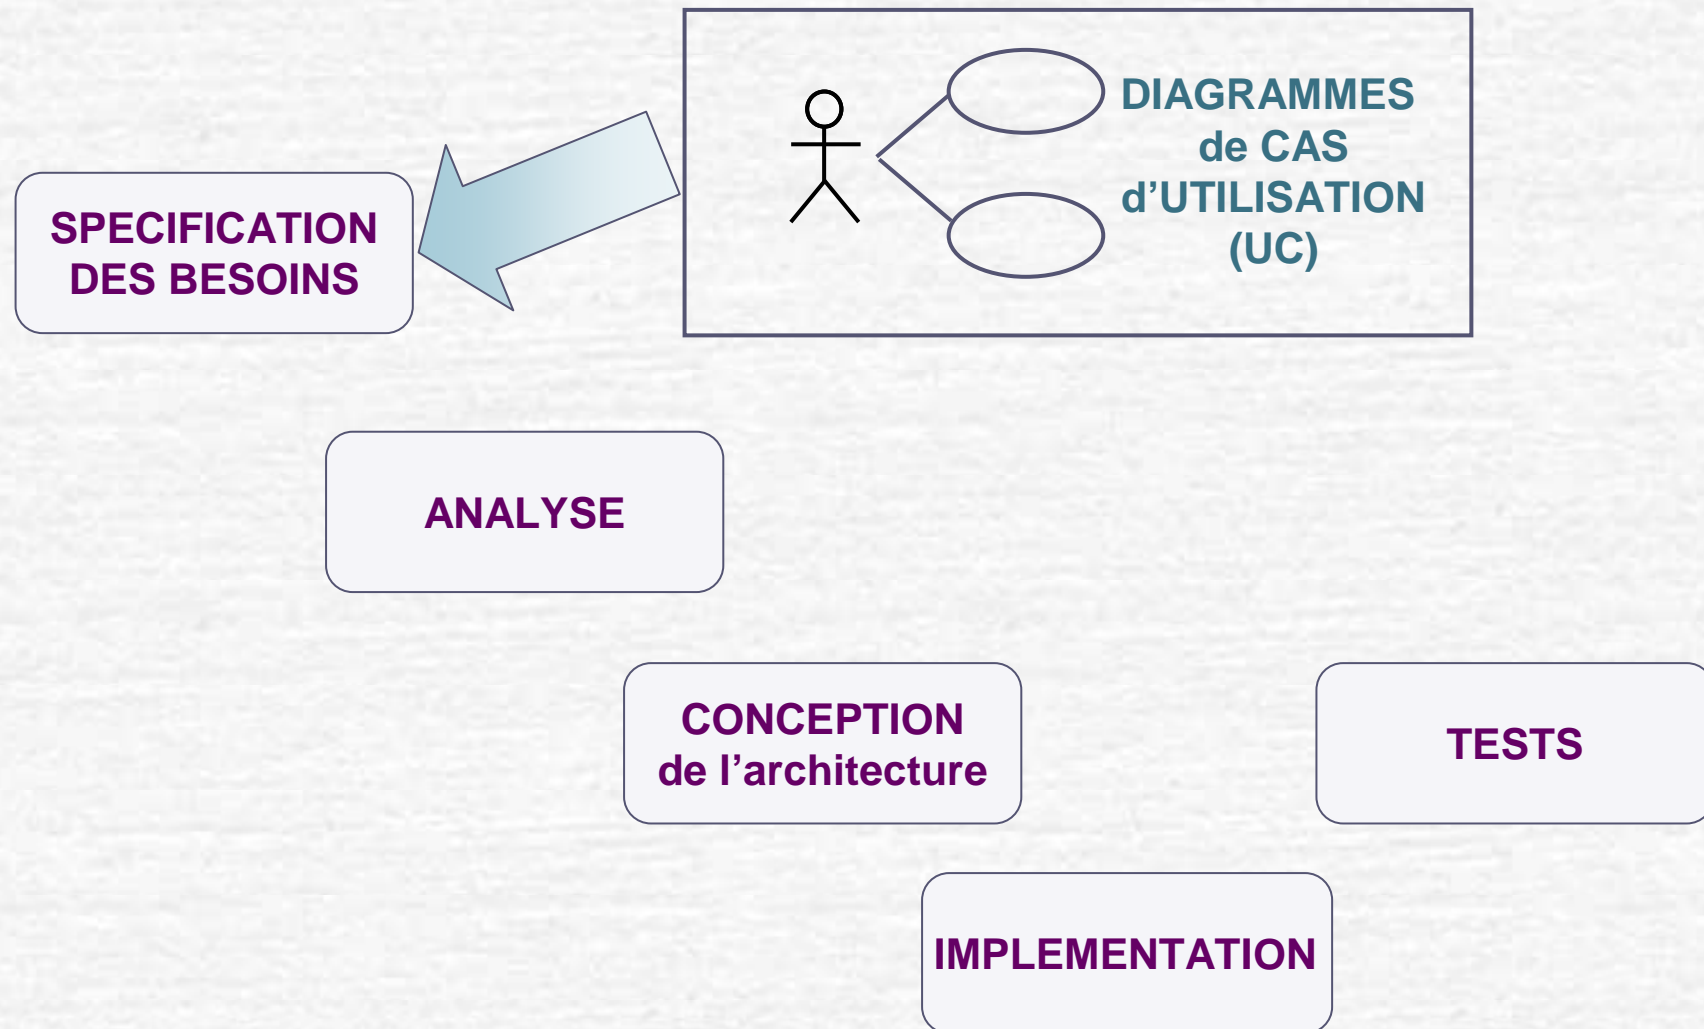 DIAGRAMMES
de CAS
d’UTILISATION
(UC)
SPECIFICATION
DES BESOINS
ANALYSE
CONCEPTION
de l’architecture
TESTS
IMPLEMENTATION